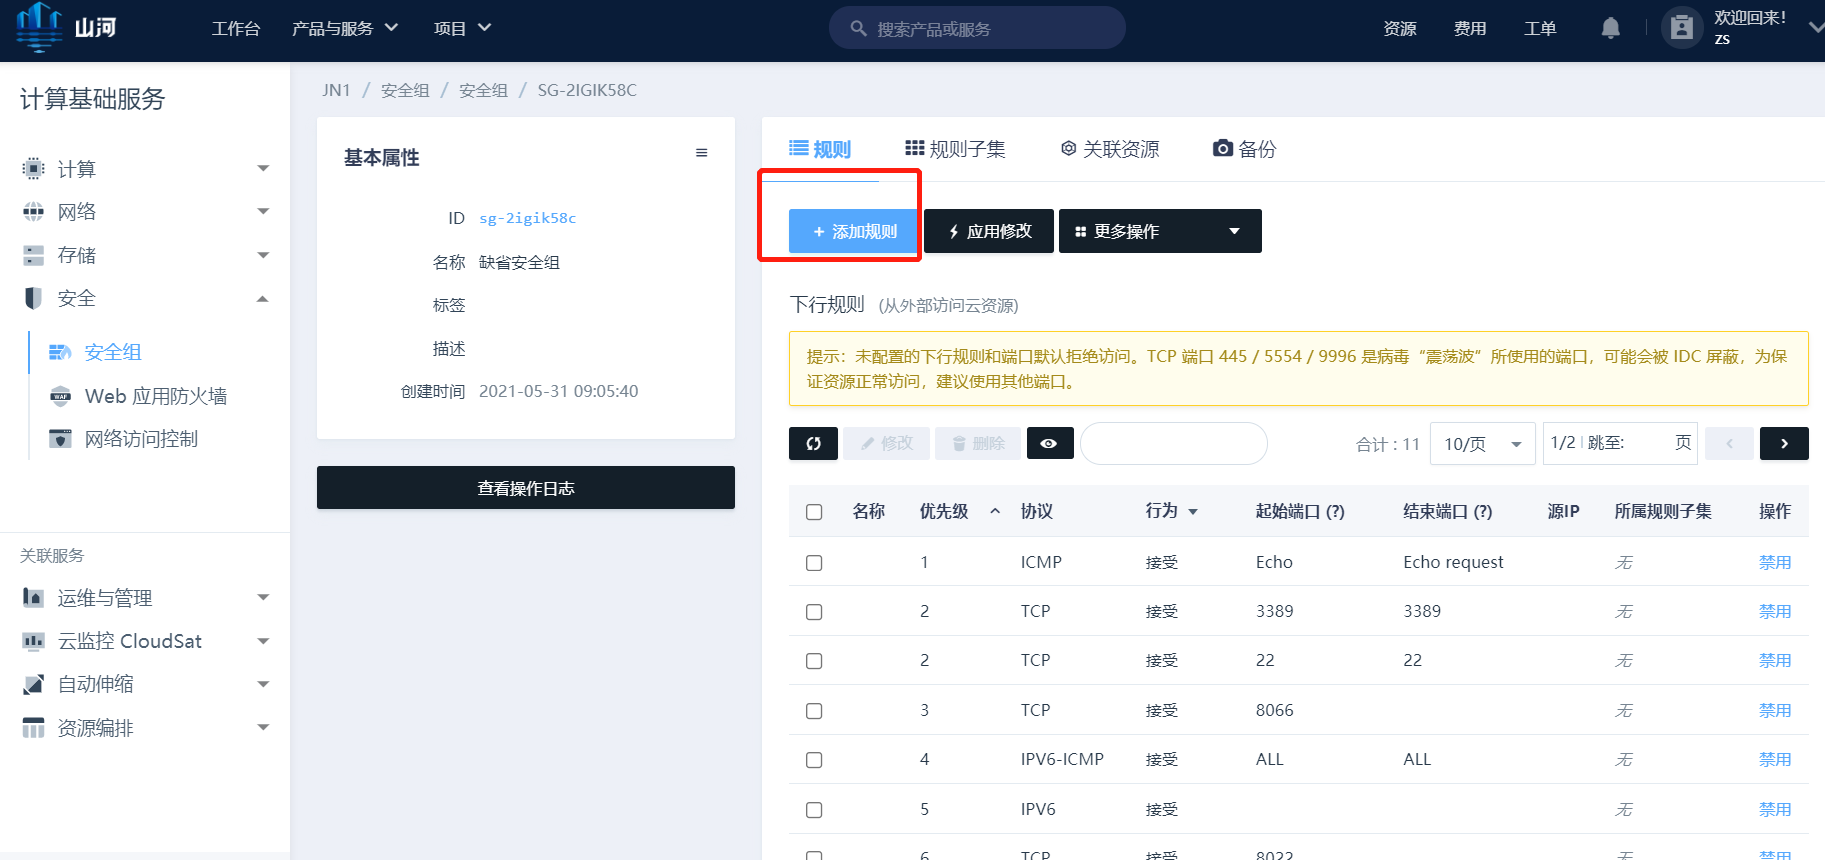 山河
工作台 产品与服务 项目 搜索产品或服务 资源 费用 工单 欢迎回来!
zs
计算基础服务
计算
网络
存储
安全
安全组
Web 应用防火墙
网络访问控制
关联服务
运维与管理
云监控 CloudSat
自动伸缩
资源编排
JN1 / 安全组 / 安全组 / SG-2IGIK58C
基本属性
ID sg-2igik58c
名称 缺省安全组
标签
描述
创建时间 2021-05-31 09:05:40
查看操作日志
规则 规则子集 关联资源 备份
+ 添加规则 应用修改 更多操作
下行规则 (从外部访问云资源)
提示：未配置的下行规则和端口默认拒绝访问。TCP 端口 445 / 5554 / 9996 是病毒“震荡波”所使用的端口，可能会被 IDC 屏蔽，为保
证资源正常访问，建议使用其他端口。
修改 删除 合计 : 11 10/页 1/2 跳至: 页
名称 优先级 协议 行为 起始端口 (?) 结束端口 (?) 源IP 所属规则子集 操作
1 ICMP 接受 Echo Echo request 无 禁用
2 TCP 接受 3389 3389 无 禁用
2 TCP 接受 22 22 无 禁用
3 TCP 接受 8066 无 禁用
4 IPV6-ICMP 接受 ALL ALL 无 禁用
5 IPV6 接受 无 禁用
6 TCP 接受 8022 无 禁用